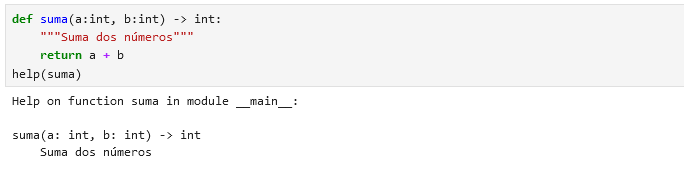 def suma(a:int, b:int) -> int:
    """Suma dos números"""
    return a + b
help(suma)
Help on function suma in module __main__:
suma(a: int, b: int) -> int
    Suma dos números